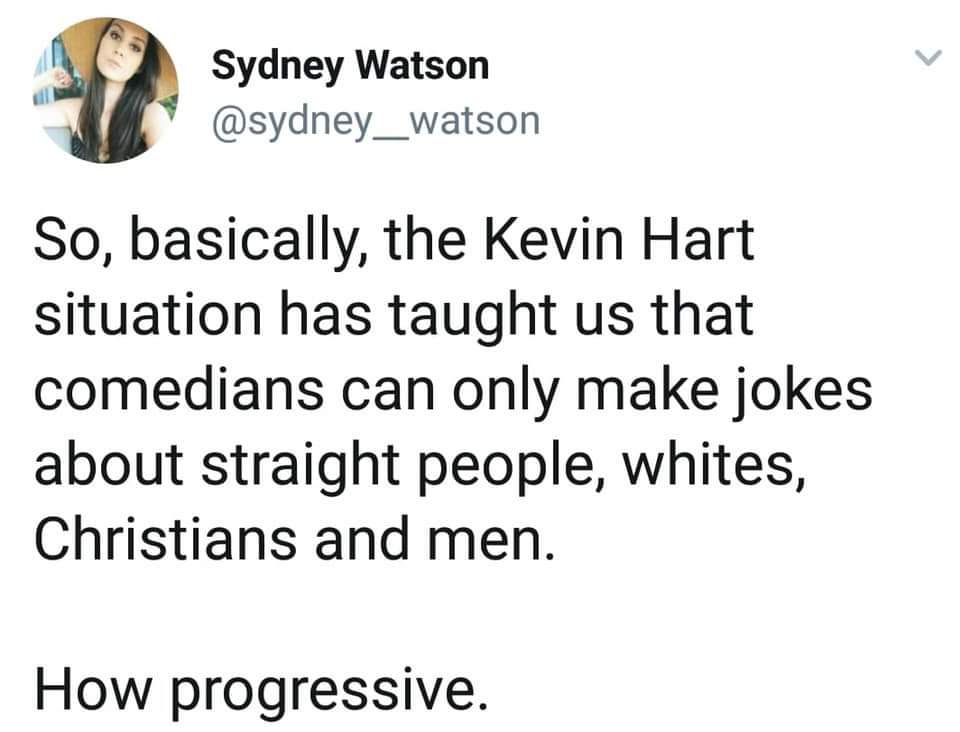 Sydney Watson
@sydney__watson
So, basically, the Kevin Hart
situation has taught us that
comedians can only make jokes
about straight people, whites,
Christians and men.
How progressive.